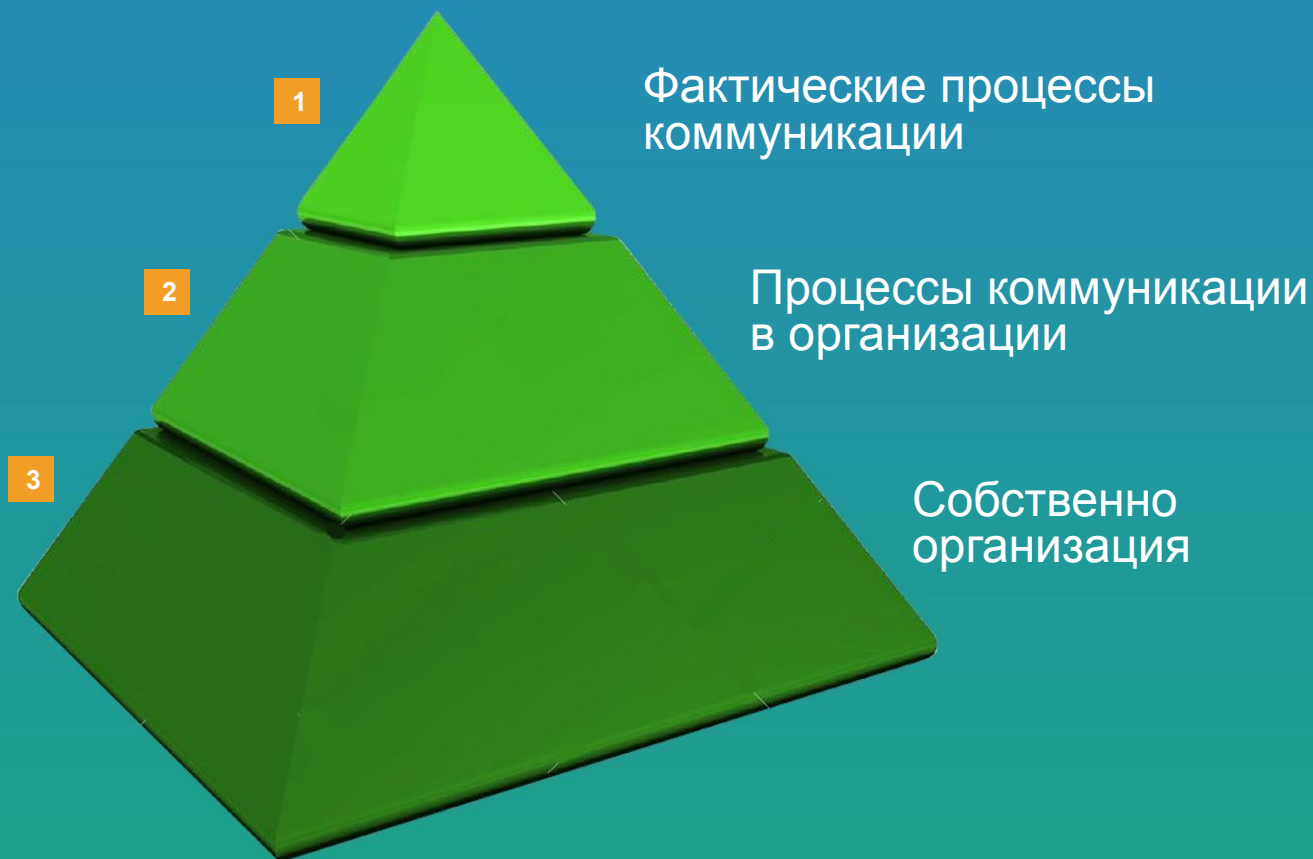 1
Фактические процессы
коммуникации
2
Процессы коммуникации
в организации
3
Собственно
организация